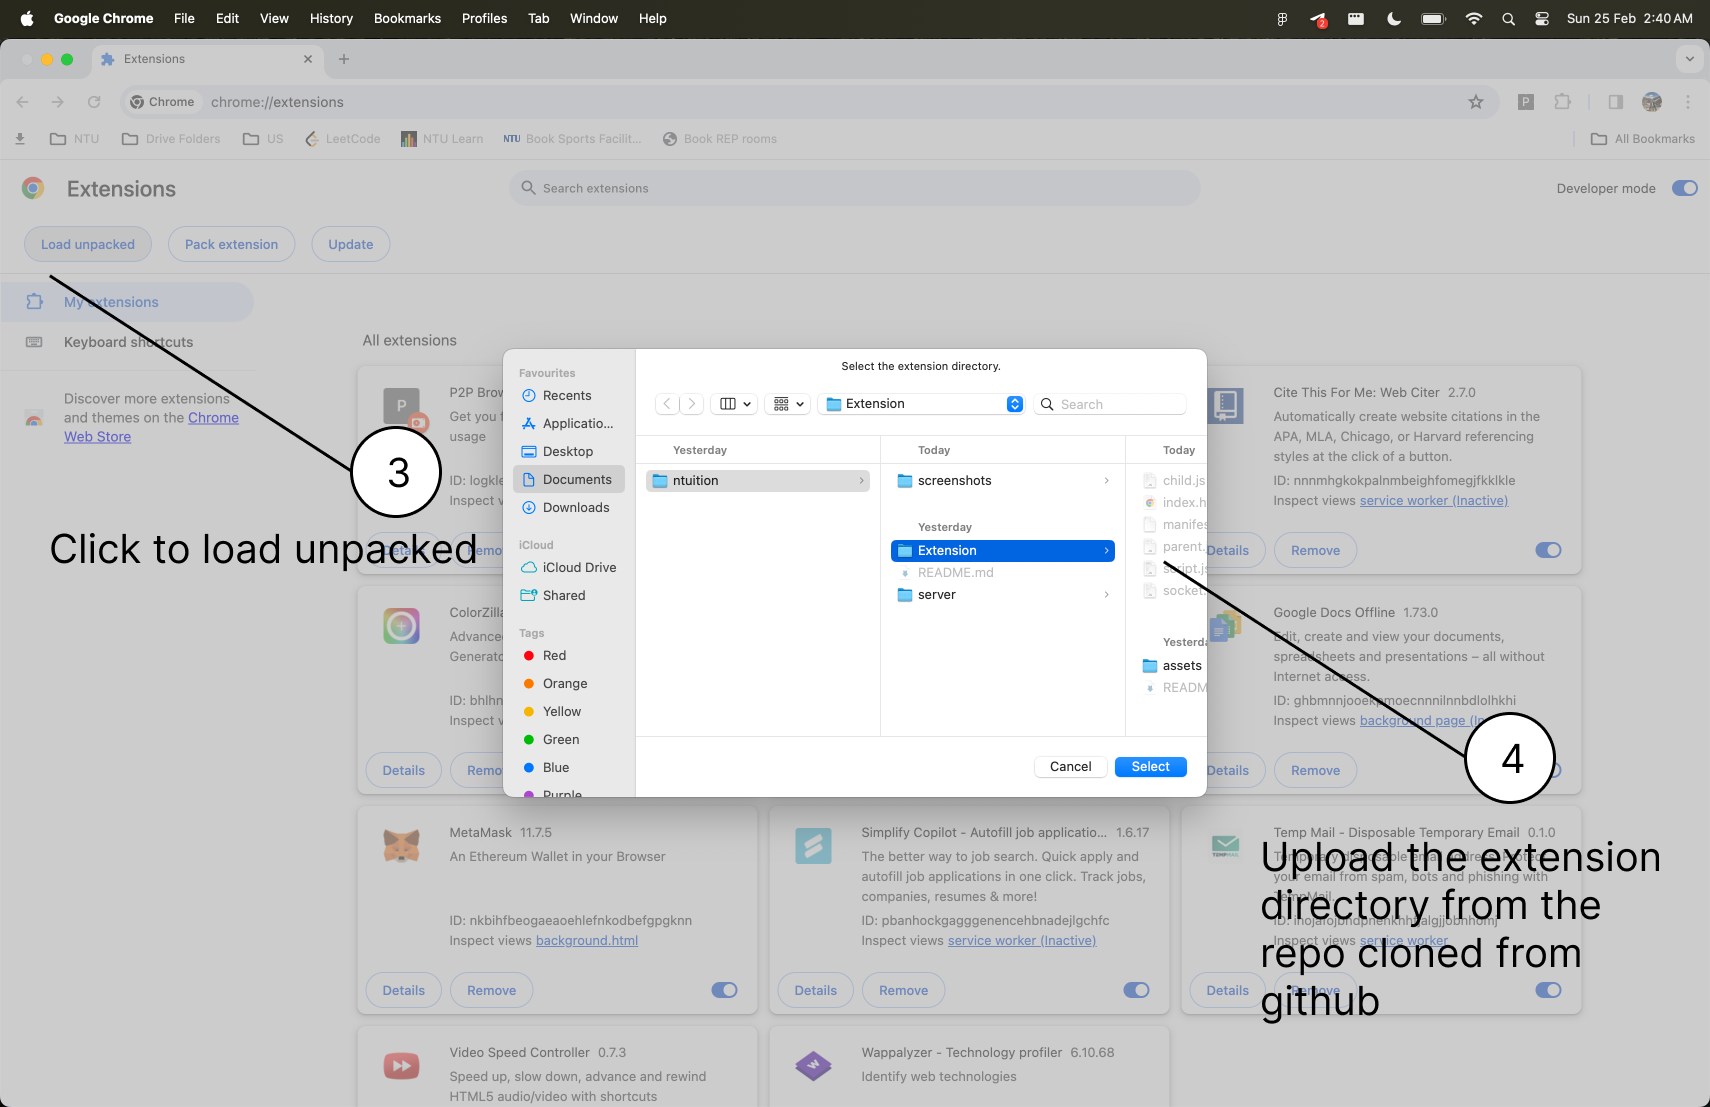 Google Chrome File Edit View History Bookmarks Profiles Tab Window Help
2 Sun 25 Feb 2:40 AM
Extensions
Chrome chrome://extensions
NTU Drive Folders US LeetCode NTU Learn NTU Book Sports Facilit... Book REP rooms All Bookmarks
Extensions
Search extensions
Developer mode
Load unpacked Pack extension Update
My extensions
Keyboard shortcuts
Discover more extensions
and themes on the Chrome
Web Store
All extensions
P2P Brow
Get you f
usage
ID: logkle
Inspect v
3
Click to load unpacked
Select the extension directory.
Favourites
Recents
Applicatio...
Desktop
Documents
Downloads
iCloud
iCloud Drive
Shared
Tags
Red
Orange
Yellow
Green
Blue
Purple
Extension
Search
Yesterday
ntuition
Today
screenshots
Yesterday
Extension
README.md
server
Today
child.js
index.h
manifes
parent.
script.js
socket.
Yesterda
assets
READM
Cancel Select
Cite This For Me: Web Citer 2.7.0
Automatically create website citations in the
APA, MLA, Chicago, or Harvard referencing
styles at the click of a button.
ID: nnnmhgkokpalnmbeighfomegjfkklkle
Inspect views service worker (Inactive)
Details Remove
ColorZilla
Advanced
Generato
ID: bhlhn
Inspect v
Details Remo
Google Docs Offline 1.73.0
Edit, create and view your documents,
spreadsheets and presentations – all without
Internet access.
ID: ghbmnnjooekpmoecnnnilnnbdlolhkhi
Inspect views background page (In
Details Remove
4
Upload the extension
directory from the
repo cloned from
github
MetaMask 11.7.5
An Ethereum Wallet in your Browser
ID: nkbihfbeogaeaoehlefnkodbefgpgknn
Inspect views background.html
Details Remove
Simplify Copilot - Autofill job applicatio... 1.6.17
The better way to job search. Quick apply and
autofill job applications in one click. Track jobs,
companies, resumes & more!
ID: pbanhockgagggenencehbnadejlgchfc
Inspect views service worker (Inactive)
Details Remove
Temp Mail - Disposable Temporary Email 0.1.0
Temporary disposable email address. Protect
your email from spam, bots and phishing with
TempMail.
Inspect views service worker
Details Remove
Video Speed Controller 0.7.3
Speed up, slow down, advance and rewind
HTML5 audio/video with shortcuts
Wappalyzer - Technology profiler 6.10.68
Identify web technologies